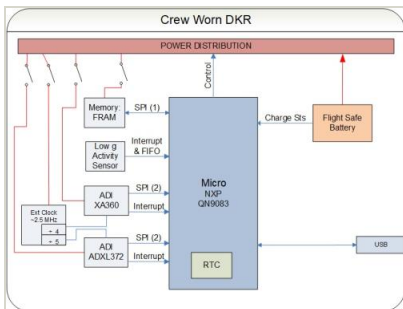 Crew Worn DKR
POWER DISTRIBUTION
Control
Memory:
FRAM
SPI (1)
Charge Sts
Flight Safe
Battery
Low g
Activity
Sensor
Interrupt
& FIFO
Micro
NXP
QN9083
ADI
XA360
SPI (2)
Interrupt
Ext Clock
~2.5 MHz
÷ 4
÷ 5
ADI
ADXL372
SPI (2)
Interrupt
RTC
USB